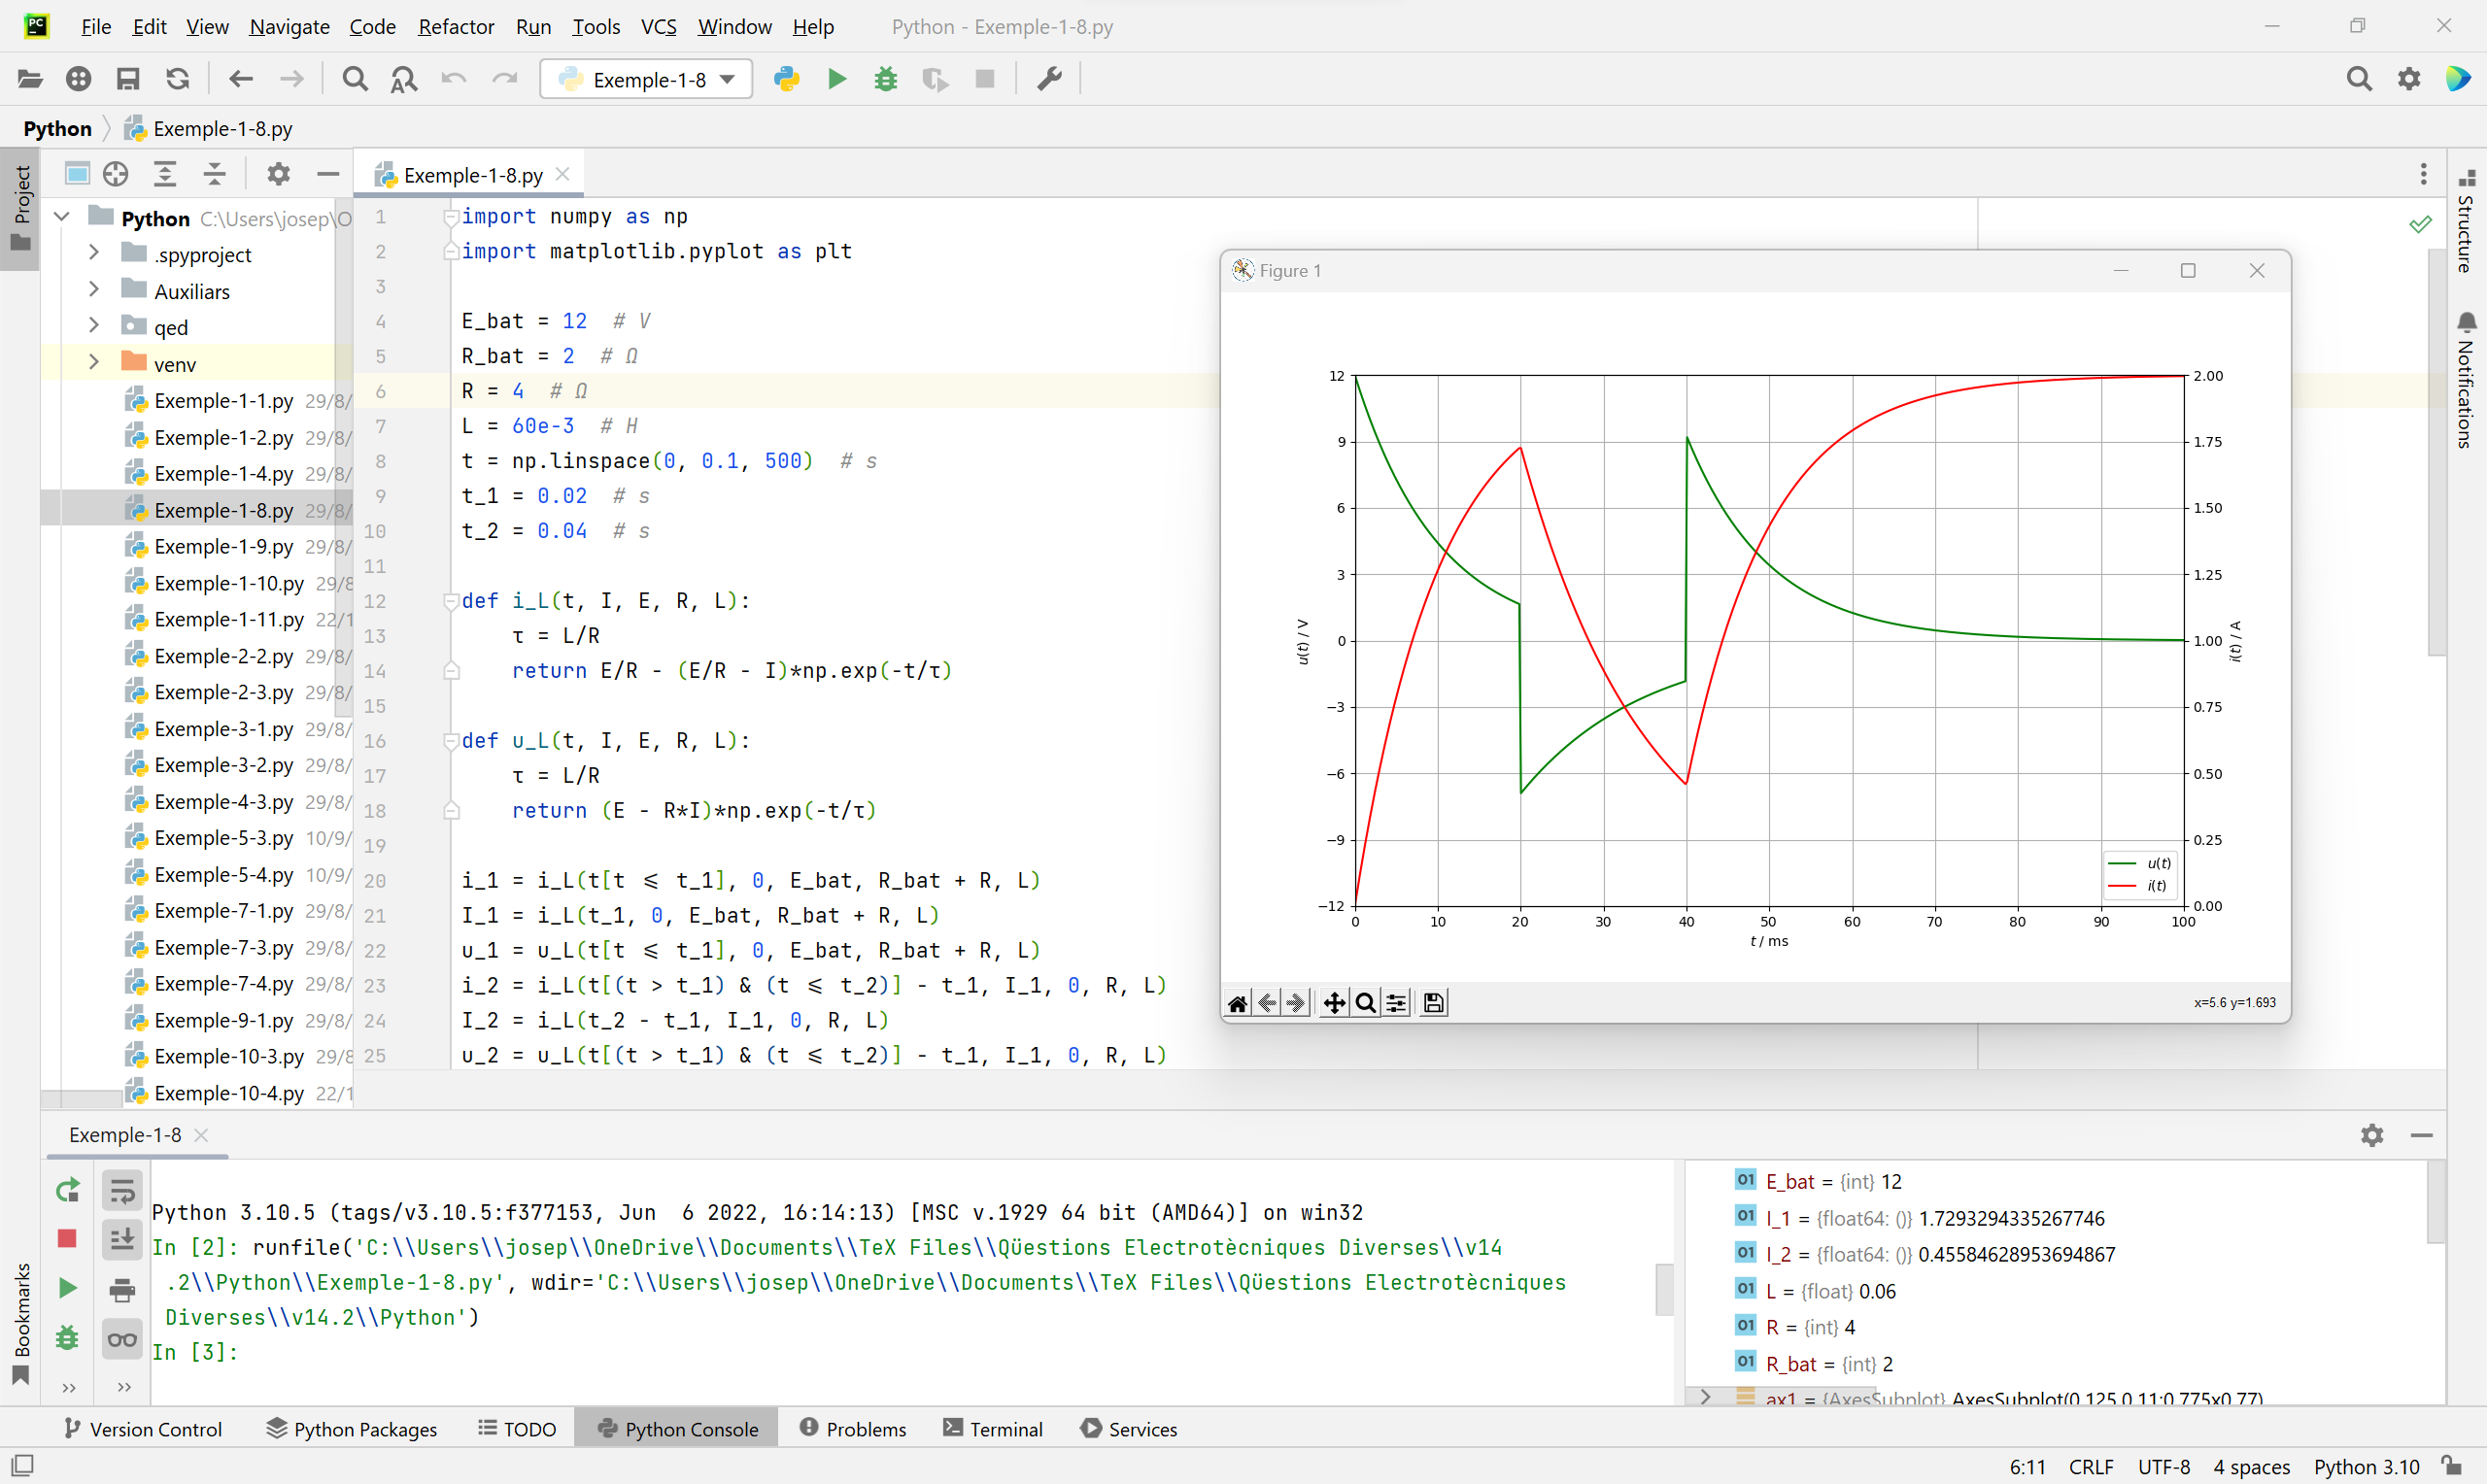 File Edit View Navigate Code Refactor Run Tools VCS Window Help Python - Exemple-1-8.py
Exemple-1-8
Python Exemple-1-8.py
Project
Exemple-1-8.py
Python C:\Users\josep\O
.spyproject
Auxiliars
qed
venv
Exemple-1-1.py 29/8/
Exemple-1-2.py 29/8/
Exemple-1-4.py 29/8/
Exemple-1-8.py 29/8/
Exemple-1-9.py 29/8/
Exemple-1-10.py 29/8
Exemple-1-11.py 22/1
Exemple-2-2.py 29/8/
Exemple-2-3.py 29/8/
Exemple-3-1.py 29/8/
Exemple-3-2.py 29/8/
Exemple-4-3.py 29/8/
Exemple-5-3.py 10/9/
Exemple-5-4.py 10/9/
Exemple-7-1.py 29/8/
Exemple-7-3.py 29/8/
Exemple-7-4.py 29/8/
Exemple-9-1.py 29/8/
Exemple-10-3.py 29/8
Exemple-10-4.py 22/1
1 import numpy as np
2 import matplotlib.pyplot as plt
3
4 E_bat = 12 # V
5 R_bat = 2 # Ω
6 R = 4 # Ω
7 L = 60e-3 # H
8 t = np.linspace(0, 0.1, 500) # s
9 t_1 = 0.02 # s
10 t_2 = 0.04 # s
11
12 def i_L(t, I, E, R, L):
13 τ = L/R
14 return E/R - (E/R - I)*np.exp(-t/τ)
15
16 def u_L(t, I, E, R, L):
17 τ = L/R
18 return (E - R*I)*np.exp(-t/τ)
19
20 i_1 = i_L(t[t ⩽ t_1], 0, E_bat, R_bat + R, L)
21 I_1 = i_L(t_1, 0, E_bat, R_bat + R, L)
22 u_1 = u_L(t[t ⩽ t_1], 0, E_bat, R_bat + R, L)
23 i_2 = i_L(t[(t > t_1) & (t ⩽ t_2)] - t_1, I_1, 0, R, L)
24 I_2 = i_L(t_2 - t_1, I_1, 0, R, L)
25 u_2 = u_L(t[(t > t_1) & (t ⩽ t_2)] - t_1, I_1, 0, R, L)
Figure 1
12
9
6
3
0
−3
−6
−9
−12
u(t) / V
2.00
1.75
1.50
1.25
1.00
0.75
0.50
0.25
0.00
i(t) / A
u(t)
i(t)
0 10 20 30 40 50 60 70 80 90 100
t / ms
x=5.6 y=1.693
Structure
Notifications
Exemple-1-8
Python 3.10.5 (tags/v3.10.5:f377153, Jun 6 2022, 16:14:13) [MSC v.1929 64 bit (AMD64)] on win32
In [2]: runfile('C:\\Users\\josep\\OneDrive\\Documents\\TeX Files\\Qüestions Electrotècniques Diverses\\v14
.2\\Python\\Exemple-1-8.py', wdir='C:\\Users\\josep\\OneDrive\\Documents\\TeX Files\\Qüestions Electrotècniques
Diverses\\v14.2\\Python')
In [3]:
E_bat = {int} 12
I_1 = {float64: ()} 1.7293294335267746
I_2 = {float64: ()} 0.45584628953694867
L = {float} 0.06
R = {int} 4
R_bat = {int} 2
ax1 = {AxesSubplot} AxesSubplot(0.125,0.11;0.775x0.77)
Bookmarks
Version Control Python Packages TODO Python Console Problems Terminal Services
6:11 CRLF UTF-8 4 spaces Python 3.10